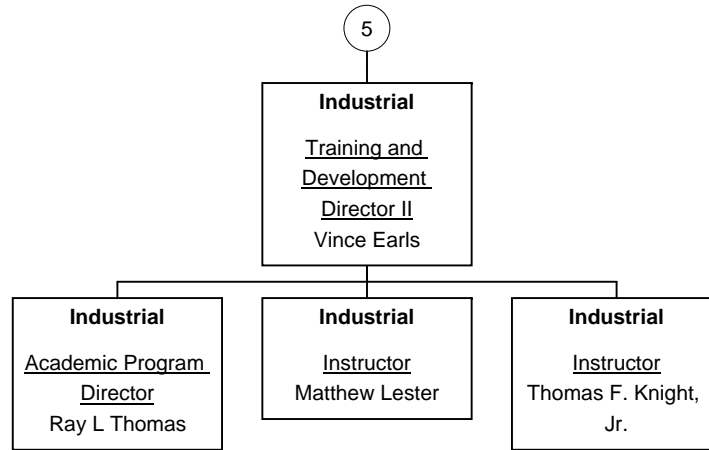 5
Industrial
Training and
Development
Director II
Vince Earls
Industrial
Academic Program
Director
Ray L Thomas
Industrial
Instructor
Matthew Lester
Industrial
Instructor
Thomas F. Knight,
Jr.